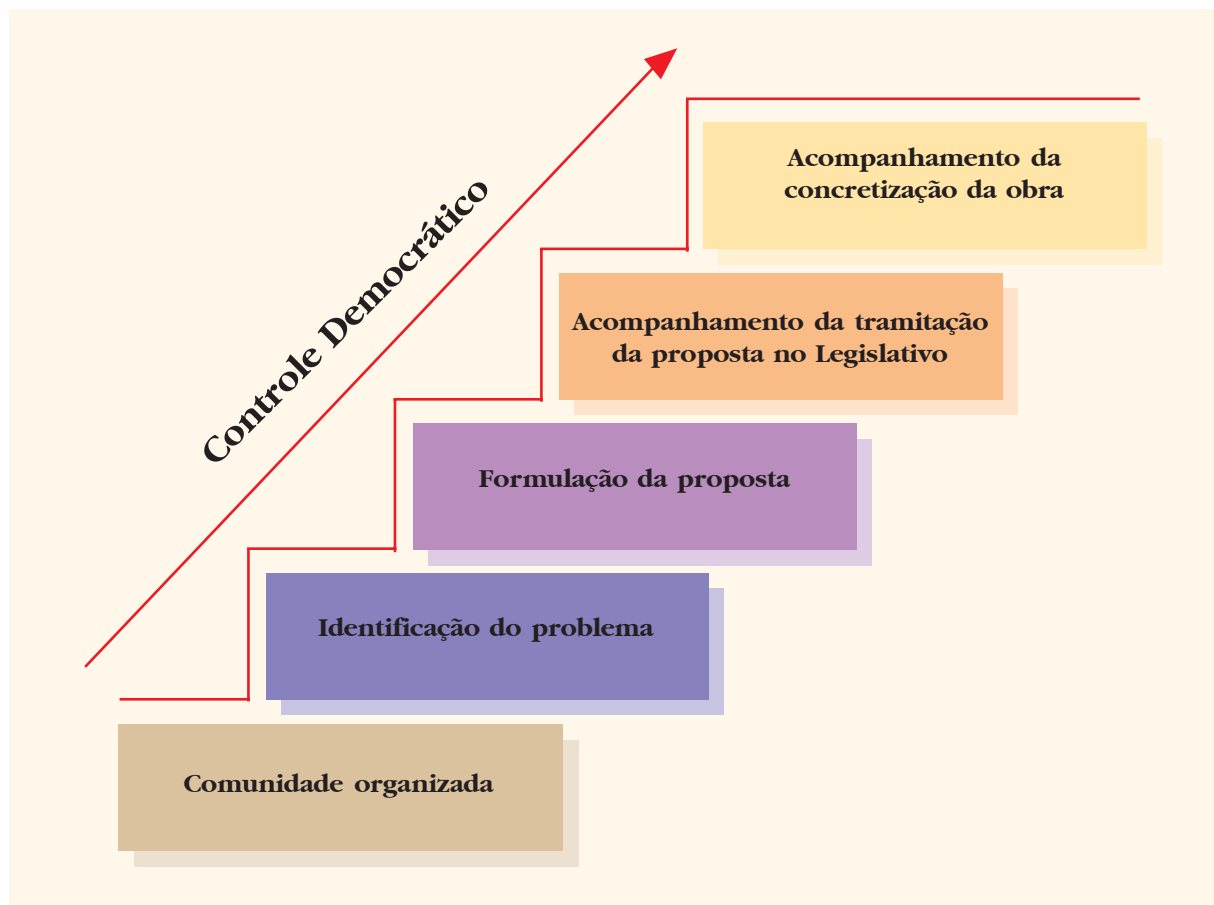 Controle Democrático
Acompanhamento da
concretização da obra
Acompanhamento da tramitação
da proposta no Legislativo
Formulação da proposta
Identificação do problema
Comunidade organizada